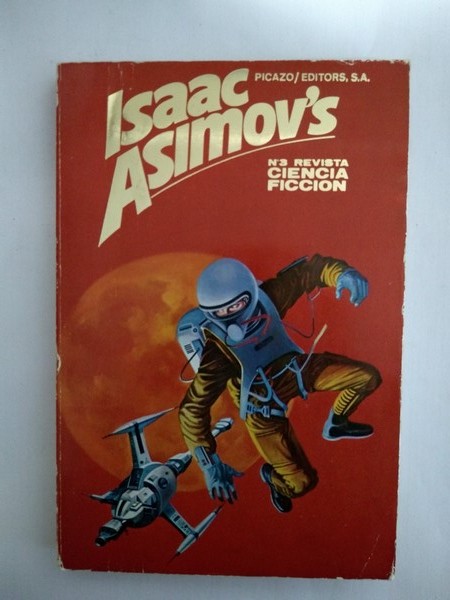 Isaac
Asimov's
PICAZO/EDITORS, S.A.
Nº3 REVISTA
CIENCIA
FICCION